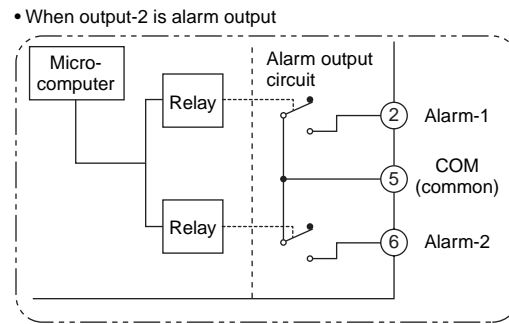 • When output-2 is alarm output
Micro-
computer
Relay
Alarm output
circuit
2 Alarm-1
5 COM
(common)
Relay
6 Alarm-2